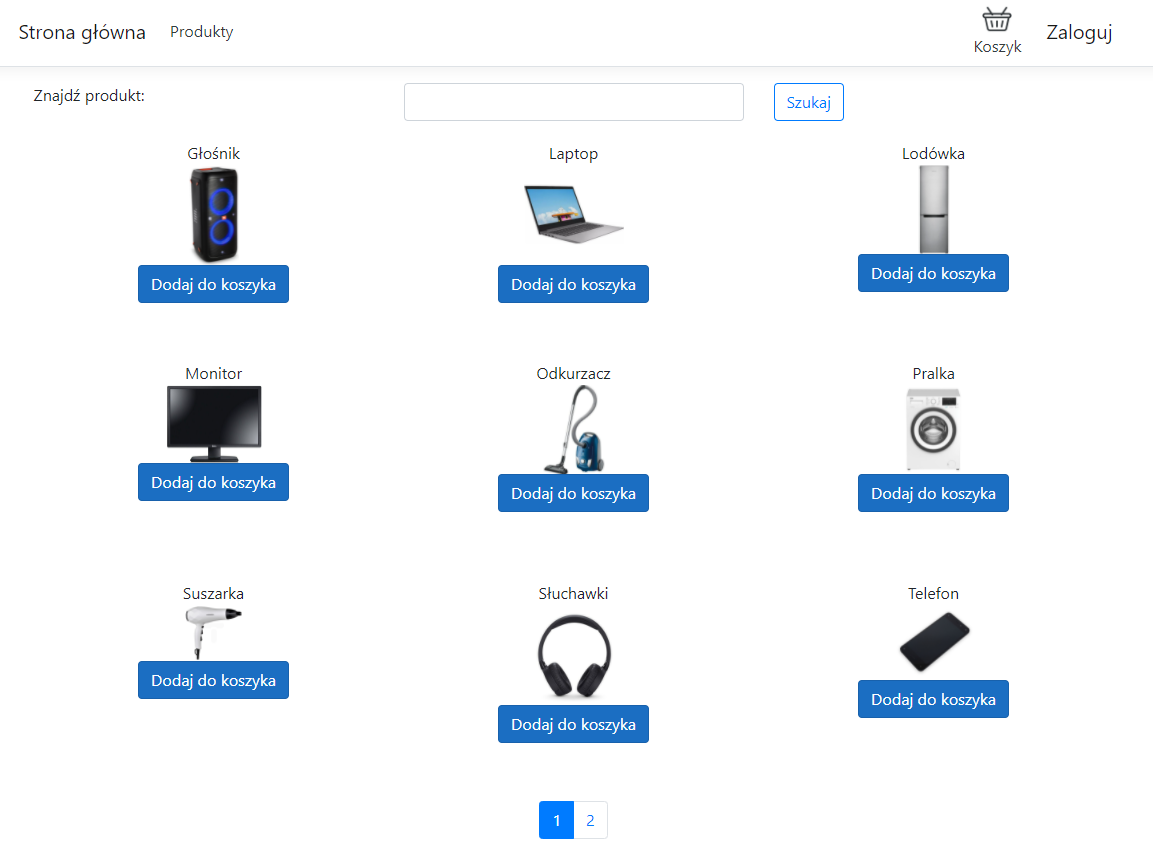 Strona główna Produkty Koszyk Zaloguj
Znajdź produkt: Szukaj
Głośnik Laptop Lodówka
Dodaj do koszyka Dodaj do koszyka Dodaj do koszyka
Monitor Odkurzacz Pralka
Dodaj do koszyka Dodaj do koszyka Dodaj do koszyka
Suszarka Słuchawki Telefon
Dodaj do koszyka Dodaj do koszyka Dodaj do koszyka
1 2